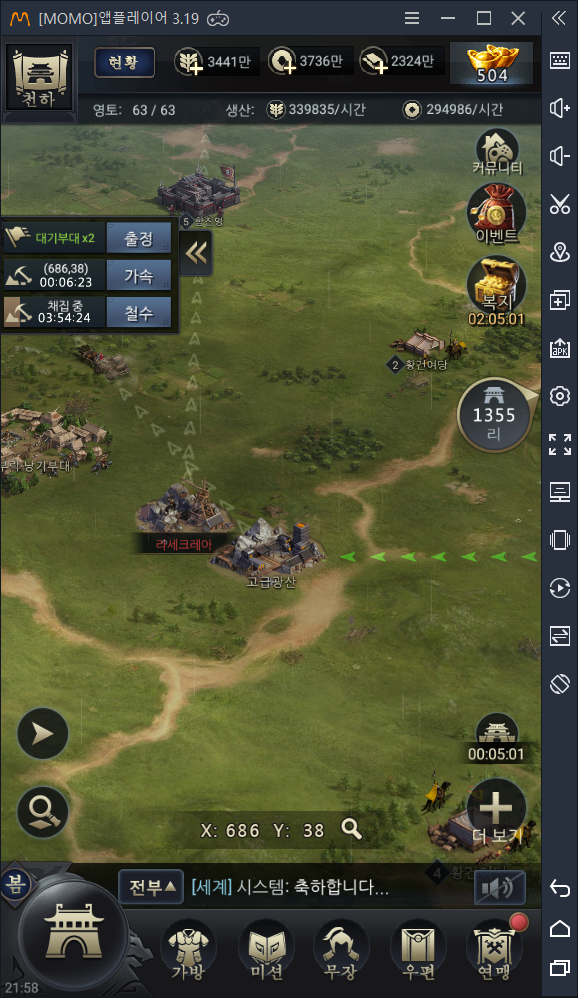 [MOMO]앱플레이어 3.19
천하
현황
3441만
3736만
2324만
504
영토: 63 / 63
생산: 339835/시간
294986/시간
커뮤니티
5
대기부대 x2
출정
이벤트
(686,38)
00:06:23
가속
복지
02:05:01
채집 중
03:54:24
철수
2 황건여당
1355
리
부락 낭기부대
라세크레아
고급광산
00:05:01
X: 686 Y: 38
더 보기
4 황건
봄
전부
[세계] 시스템: 축하합니다...
가방
미션
무장
우편
연맹
21:58